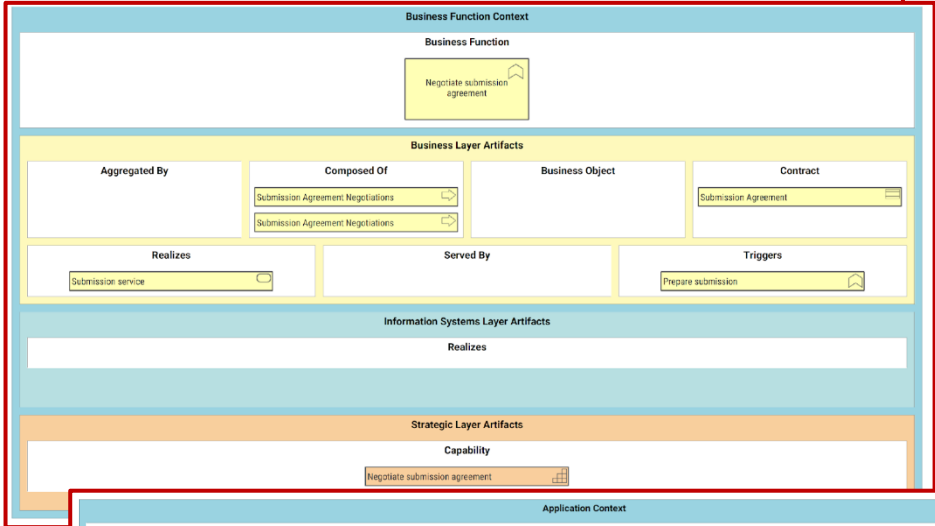 Business Function Context
Business Function
Negotiate submission
agreement
Business Layer Artifacts
Aggregated By
Composed Of
Submission Agreement Negotiations
Submission Agreement Negotiations
Business Object
Contract
Submission Agreement
Realizes
Submission service
Served By
Triggers
Prepare submission
Information Systems Layer Artifacts
Realizes
Strategic Layer Artifacts
Capability
Negotiate submission agreement
Application Context